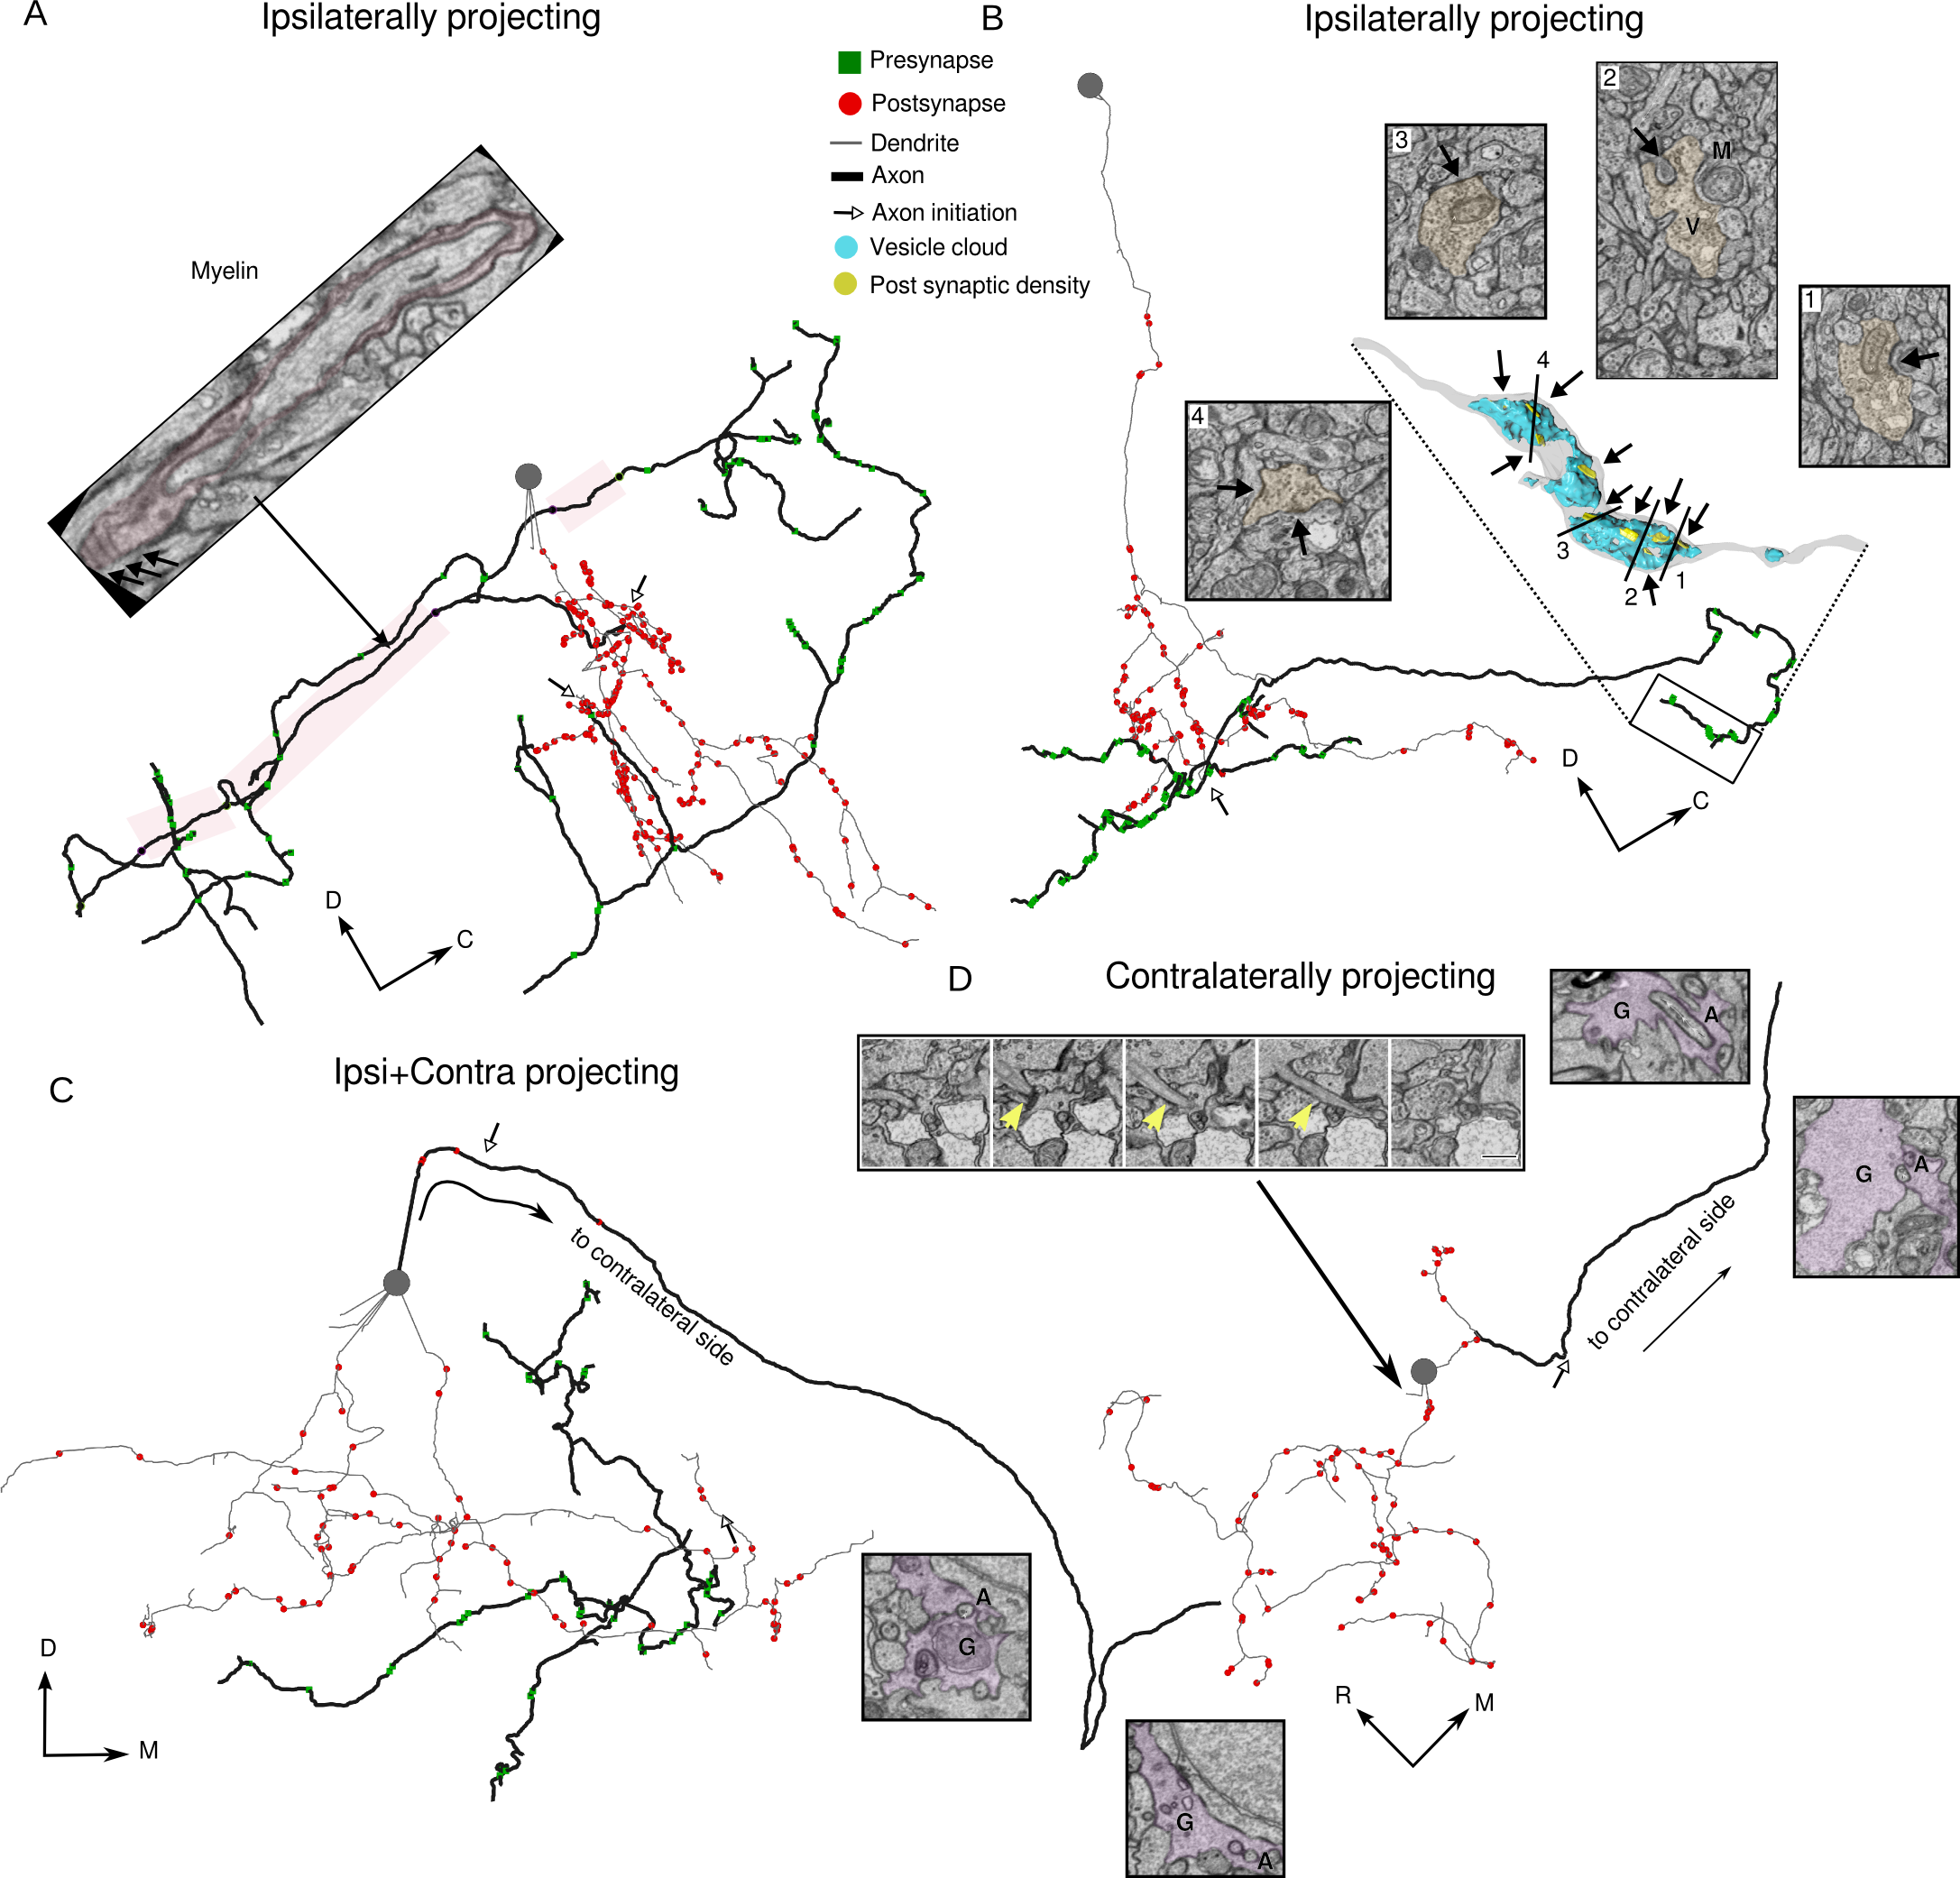 A
Ipsilaterally projecting
Myelin
D
C
Presynapse
Postsynapse
Dendrite
Axon
Axon initiation
Vesicle cloud
Post synaptic density
B
Ipsilaterally projecting
2
M
V
3
1
4
4
3
2
1
D
C
C
Ipsi+Contra projecting
to contralateral side
D
M
A
G
D
Contralaterally projecting
G
A
G
A
to contralateral side
R
M
G
A